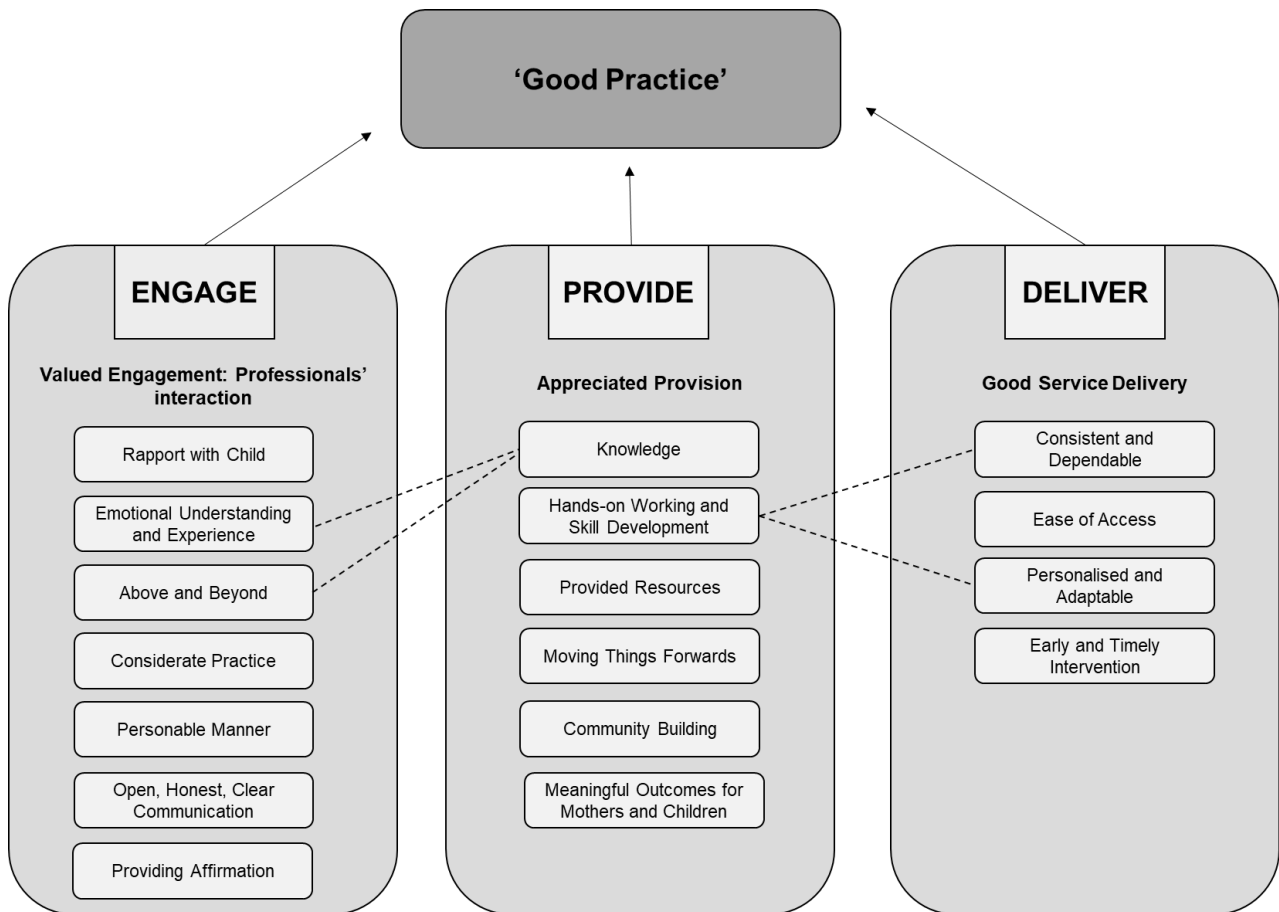 ‘Good Practice’
ENGAGE
Valued Engagement: Professionals’
interaction
Rapport with Child
Emotional Understanding
and Experience
Above and Beyond
Considerate Practice
Personable Manner
Open, Honest, Clear
Communication
Providing Affirmation
PROVIDE
Appreciated Provision
Knowledge
Hands-on Working and
Skill Development
Provided Resources
Moving Things Forwards
Community Building
Meaningful Outcomes for
Mothers and Children
DELIVER
Good Service Delivery
Consistent and
Dependable
Ease of Access
Personalised and
Adaptable
Early and Timely
Intervention